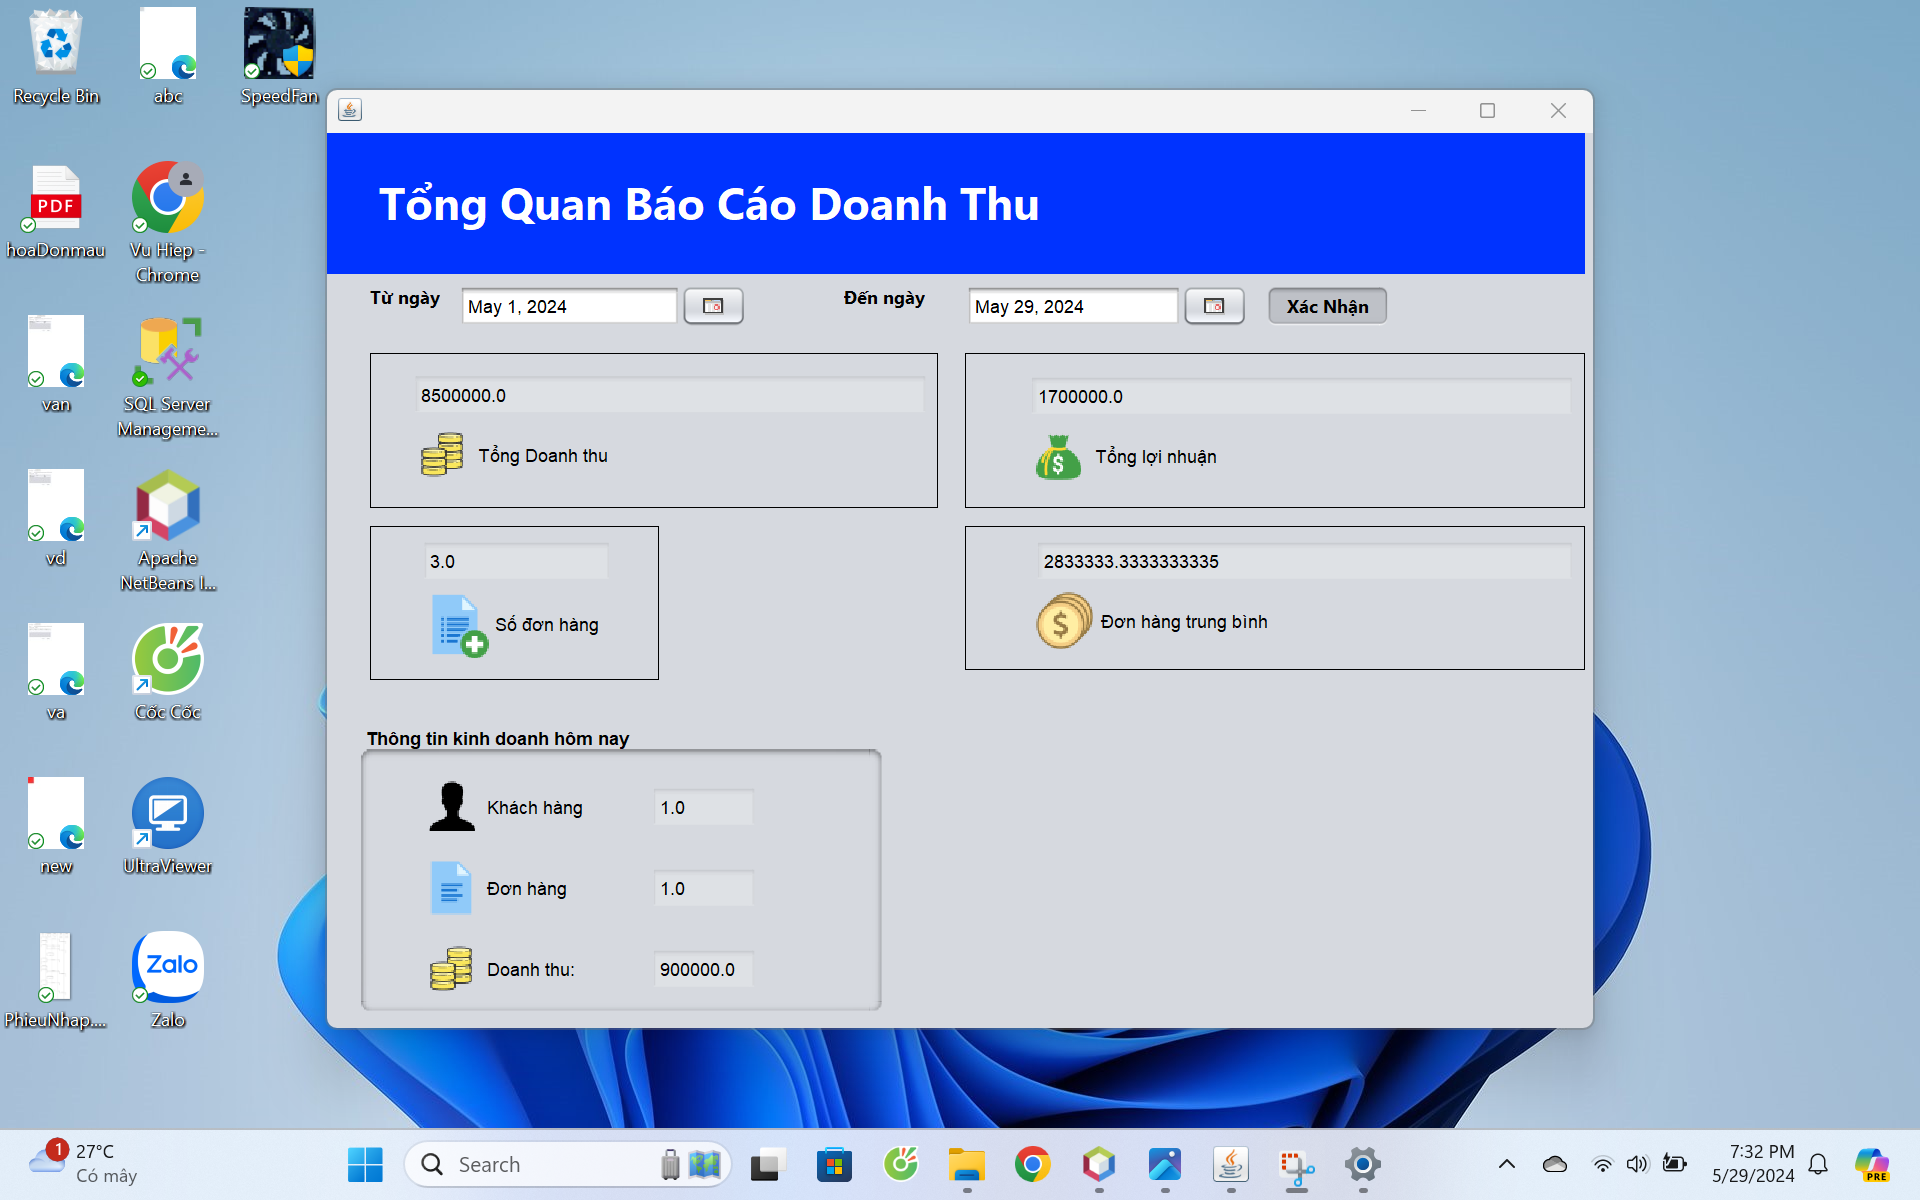 Recycle Bin
abc
SpeedFan
PDF
hoaDonmau
Vu Hiep -
Chrome
van
SQL Server
Manageme...
vd
Apache
NetBeans I...
va
Cốc Cốc
new
UltraViewer
PhieuNhap....
Zalo
Zalo
Tổng Quan Báo Cáo Doanh Thu
Từ ngày
May 1, 2024
Đến ngày
May 29, 2024
Xác Nhận
8500000.0
Tổng Doanh thu
1700000.0
$
Tổng lợi nhuận
3.0
Số đơn hàng
2833333.3333333335
$
Đơn hàng trung bình
Thông tin kinh doanh hôm nay
Khách hàng
1.0
Đơn hàng
1.0
Doanh thu:
900000.0
1
27°C
Có mây
Search
7:32 PM
5/29/2024
PRE